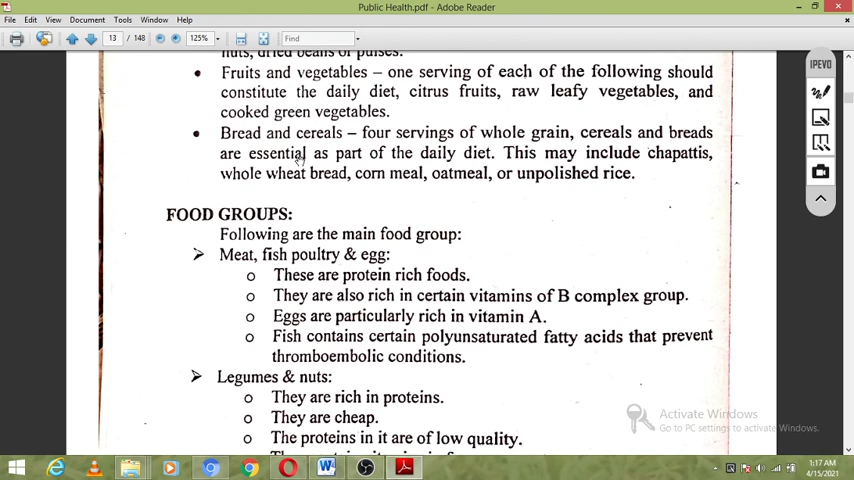 Public Health.pdf - Adobe Reader
File Edit View Document Tools Window Help
13 / 148 125% Find
nuts, dried beans or pulses.
• Fruits and vegetables – one serving of each of the following should
constitute the daily diet, citrus fruits, raw leafy vegetables, and
cooked green vegetables.
• Bread and cereals – four servings of whole grain, cereals and breads
are essential as part of the daily diet. This may include chapattis,
whole wheat bread, corn meal, oatmeal, or unpolished rice.
FOOD GROUPS:
Following are the main food group:
➢ Meat, fish poultry & egg:
o These are protein rich foods.
o They are also rich in certain vitamins of B complex group.
o Eggs are particularly rich in vitamin A.
o Fish contains certain polyunsaturated fatty acids that prevent
thromboembolic conditions.
➢ Legumes & nuts:
o They are rich in proteins.
o They are cheap.
o The proteins in it are of low quality.
IPEVO
Activate Windows
Go to PC settings to activate Windows.
1:17 AM
4/15/2021